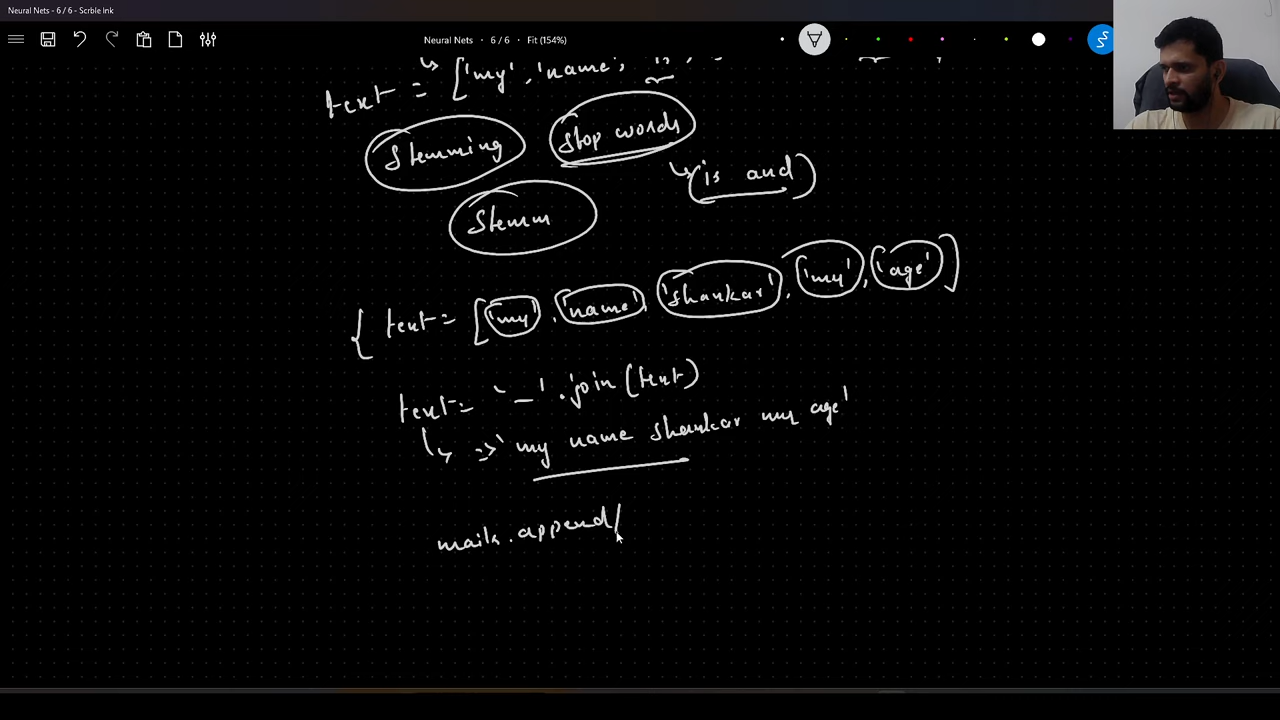 Neural Nets - 6 / 6 - Scrble Ink
Neural Nets • 6 / 6 • Fit (154%)
text = ['my', 'name',
Stemming
Stop words
(is and)
Stemm
{ text = ['my', 'name', 'shankar', 'my', 'age']
text = '_'.join(text)
↳ => 'my name shankar my age'
mails.append(